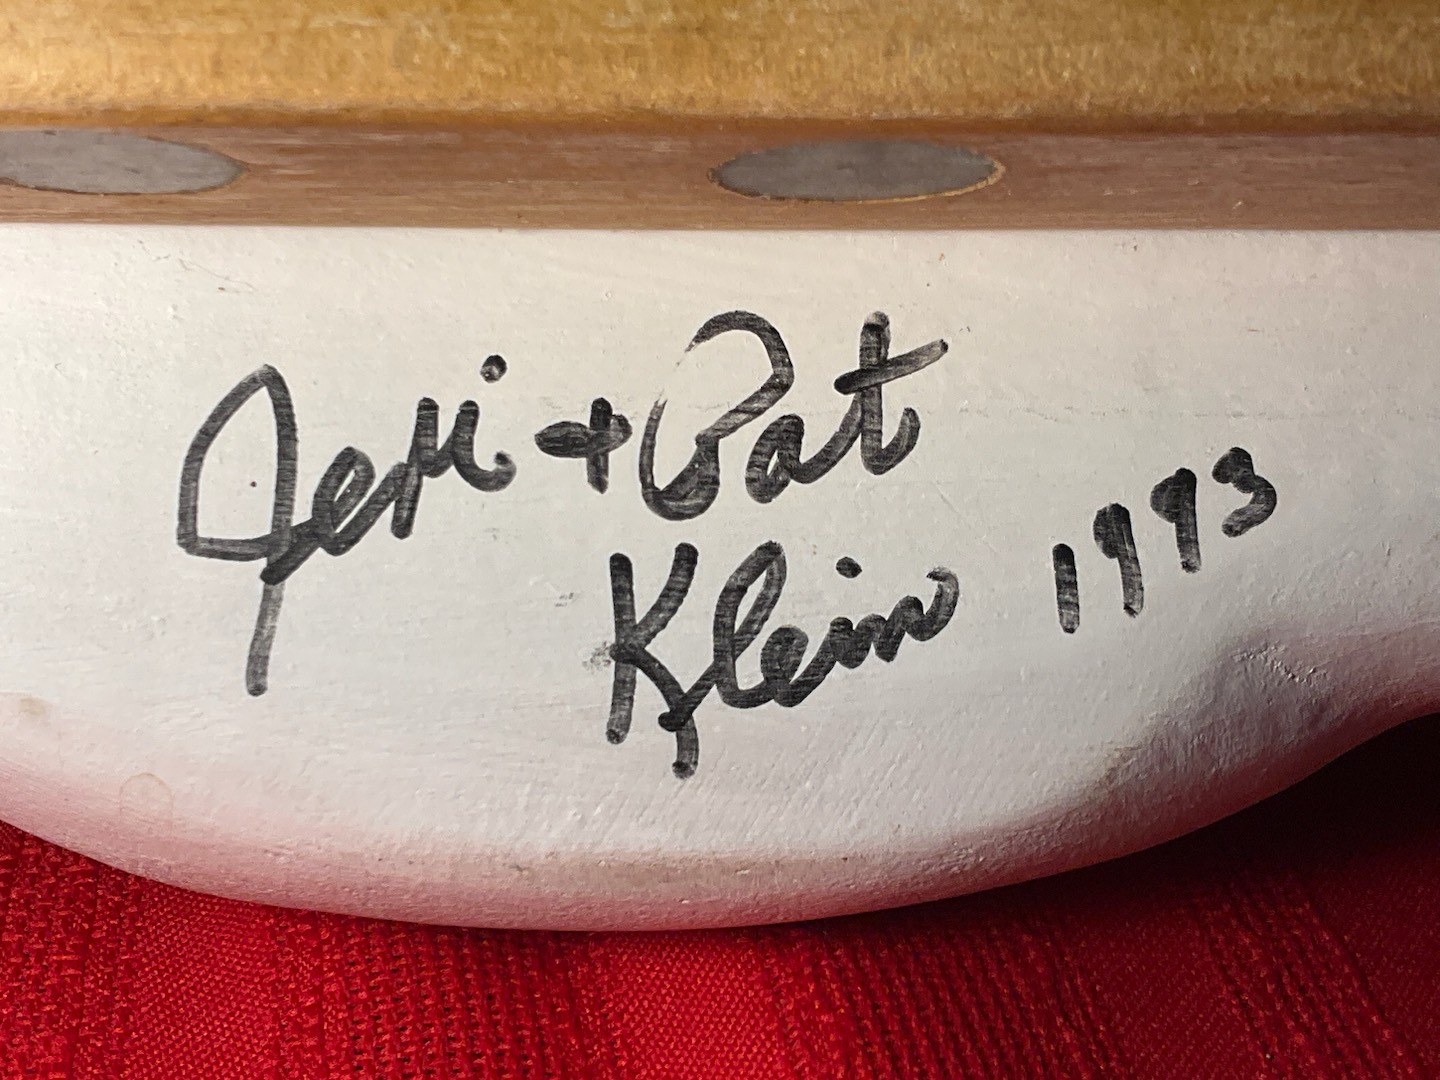 Jeri + Pat
Klein 1993